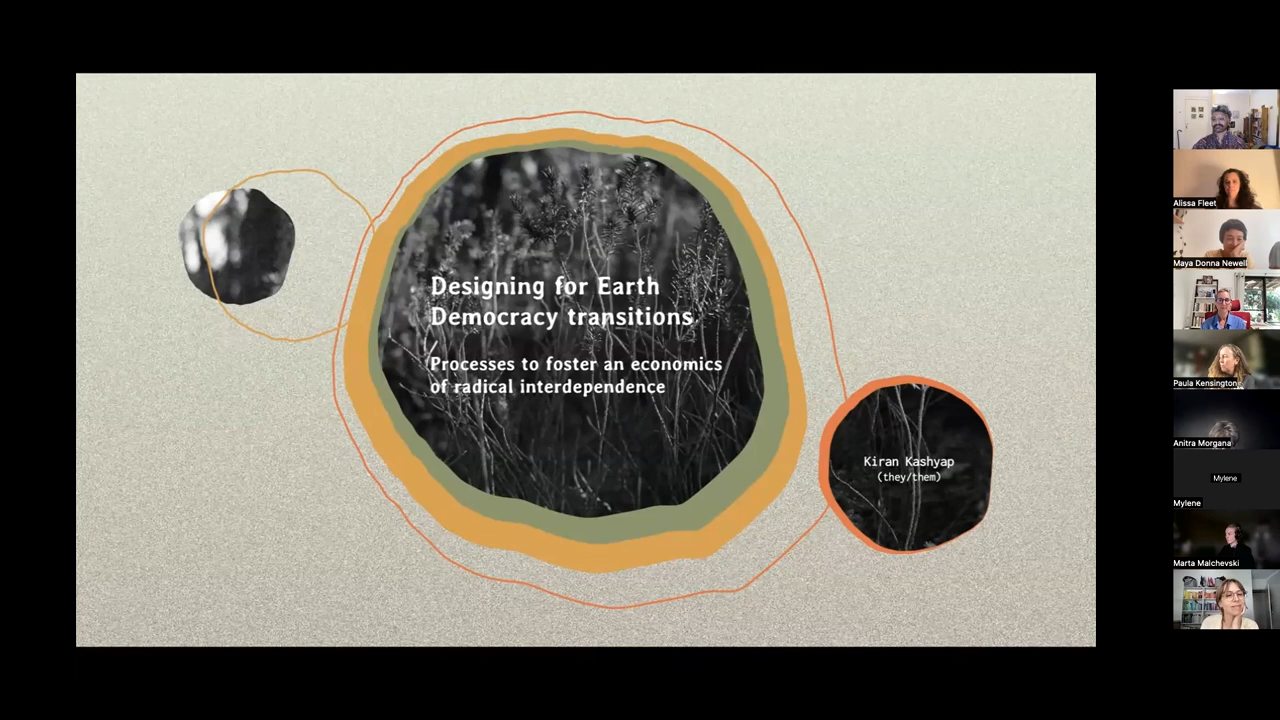 Designing for Earth
Democracy transitions
Processes to foster an economics
of radical interdependence
Kiran Kashyap
(they/them)
Alissa Fleet
Maya Donna Newell
Paula Kensington
Anitra Morgana
Mylene
Mylene
Marta Malchevski